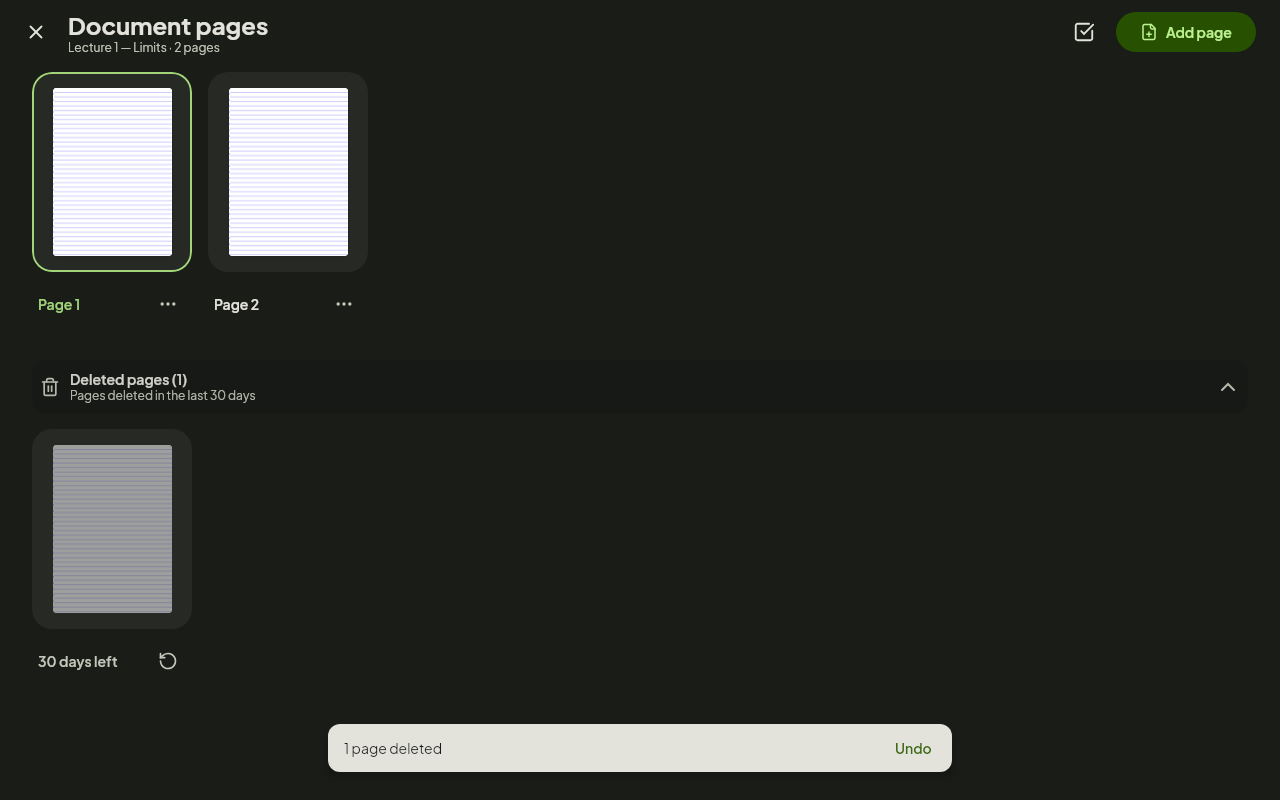 Document pages
Lecture 1 — Limits · 2 pages
Add page
Page 1
Page 2
Deleted pages (1)
Pages deleted in the last 30 days
30 days left
1 page deleted
Undo